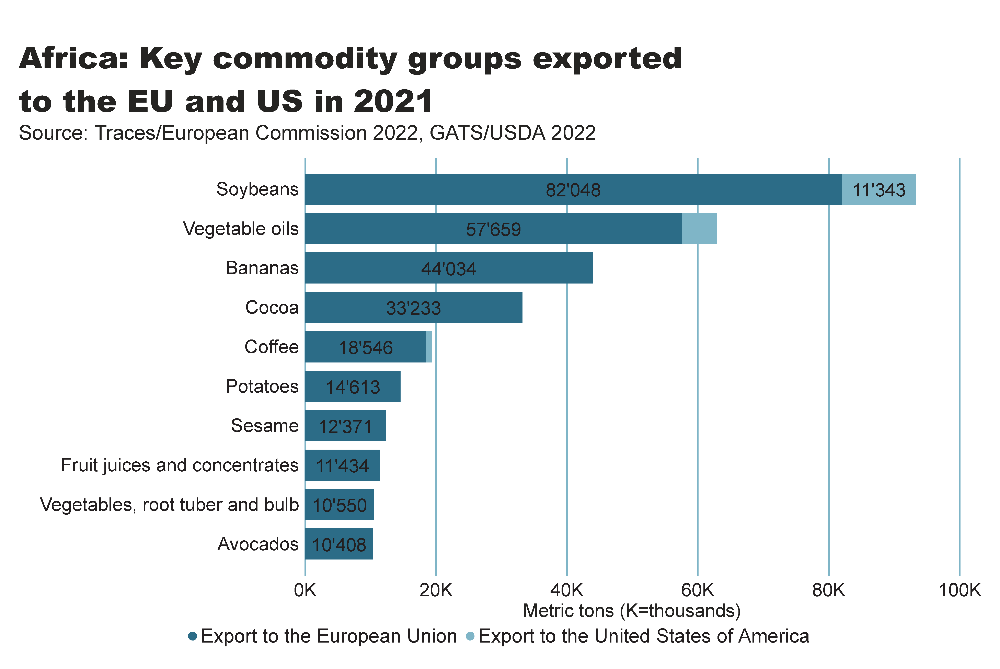 Africa: Key commodity groups exported
to the EU and US in 2021
Source: Traces/European Commission 2022, GATS/USDA 2022
Soybeans 82'048 11'343
Vegetable oils 57'659
Bananas 44'034
Cocoa 33'233
Coffee 18'546
Potatoes 14'613
Sesame 12'371
Fruit juices and concentrates 11'434
Vegetables, root tuber and bulb 10'550
Avocados 10'408
0K 20K 40K 60K 80K 100K
Metric tons (K=thousands)
Export to the European Union Export to the United States of America